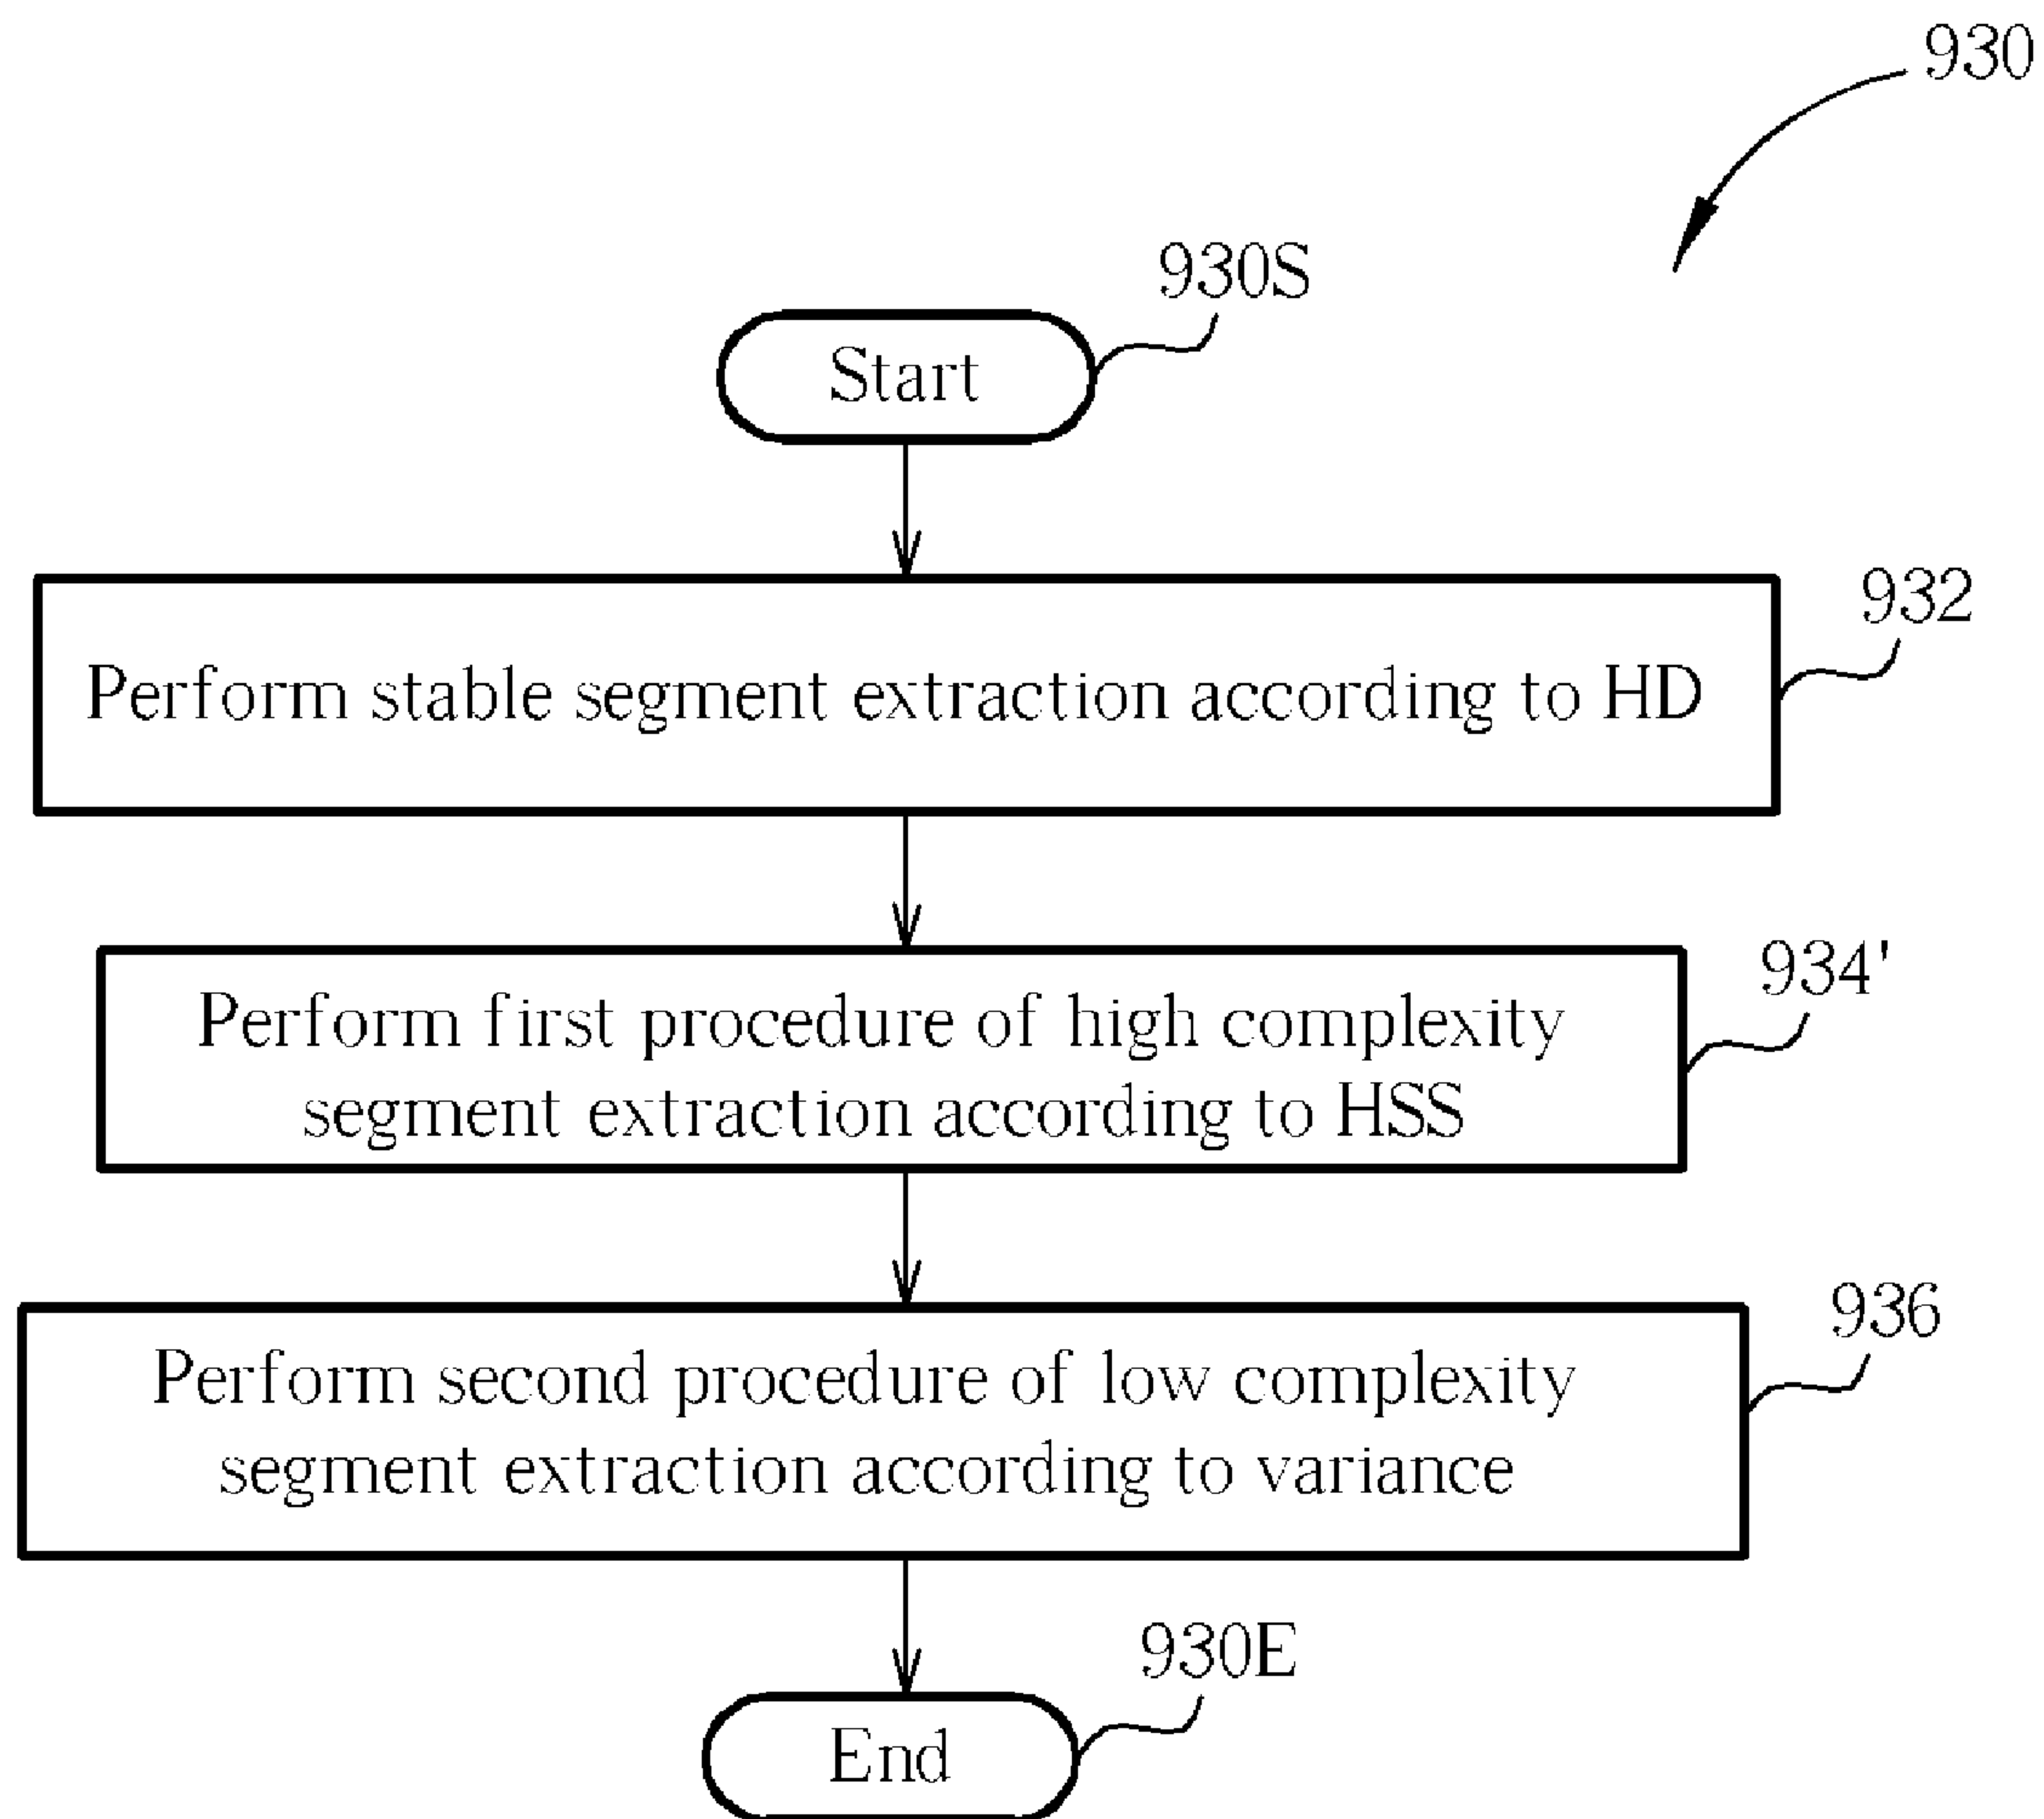 930
930S
Start
932
Perform stable segment extraction according to HD
934'
Perform first procedure of high complexity
segment extraction according to HSS
936
Perform second procedure of low complexity
segment extraction according to variance
930E
End